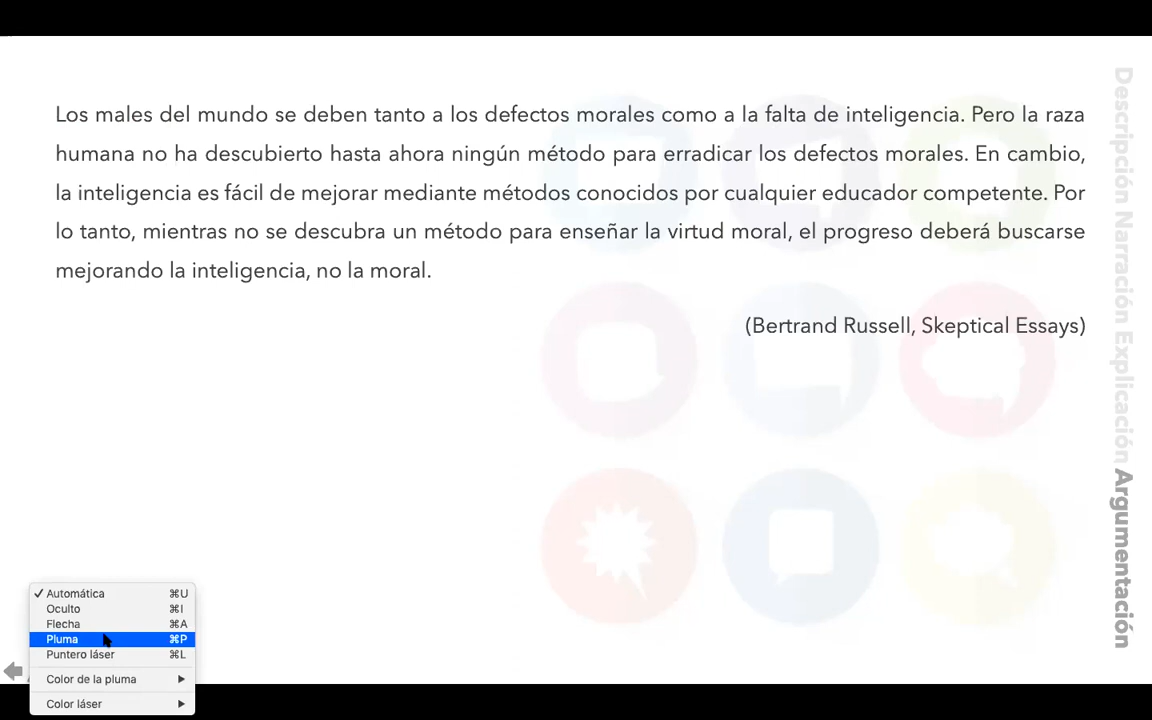 Los males del mundo se deben tanto a los defectos morales como a la falta de inteligencia. Pero la raza
humana no ha descubierto hasta ahora ningún método para erradicar los defectos morales. En cambio,
la inteligencia es fácil de mejorar mediante métodos conocidos por cualquier educador competente. Por
lo tanto, mientras no se descubra un método para enseñar la virtud moral, el progreso deberá buscarse
mejorando la inteligencia, no la moral.
(Bertrand Russell, Skeptical Essays)
Descripción Narración Explicación Argumentación
✓ Automática ⌘U
Oculto ⌘I
Flecha ⌘A
Pluma ⌘P
Puntero láser ⌘L
Color de la pluma
Color láser